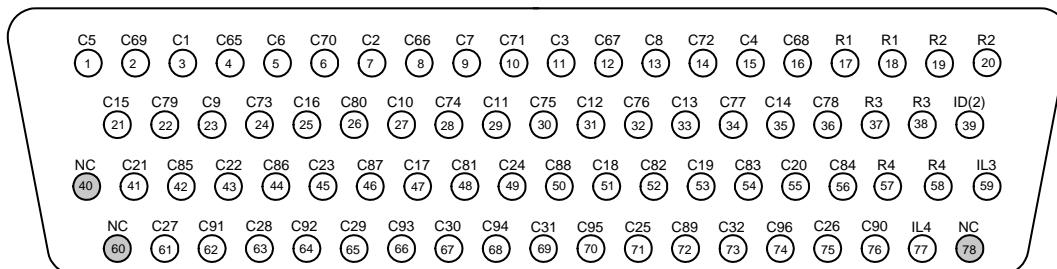 C5 C69 C1 C65 C6 C70 C2 C66 C7 C71 C3 C67 C8 C72 C4 C68 R1 R1 R2 R2
1 2 3 4 5 6 7 8 9 10 11 12 13 14 15 16 17 18 19 20
C15 C79 C9 C73 C16 C80 C10 C74 C11 C75 C12 C76 C13 C77 C14 C78 R3 R3 ID(2)
21 22 23 24 25 26 27 28 29 30 31 32 33 34 35 36 37 38 39
NC C21 C85 C22 C86 C23 C87 C17 C81 C24 C88 C18 C82 C19 C83 C20 C84 R4 R4 IL3
40 41 42 43 44 45 46 47 48 49 50 51 52 53 54 55 56 57 58 59
NC C27 C91 C28 C92 C29 C93 C30 C94 C31 C95 C25 C89 C32 C96 C26 C90 IL4 NC
60 61 62 63 64 65 66 67 68 69 70 71 72 73 74 75 76 77 78